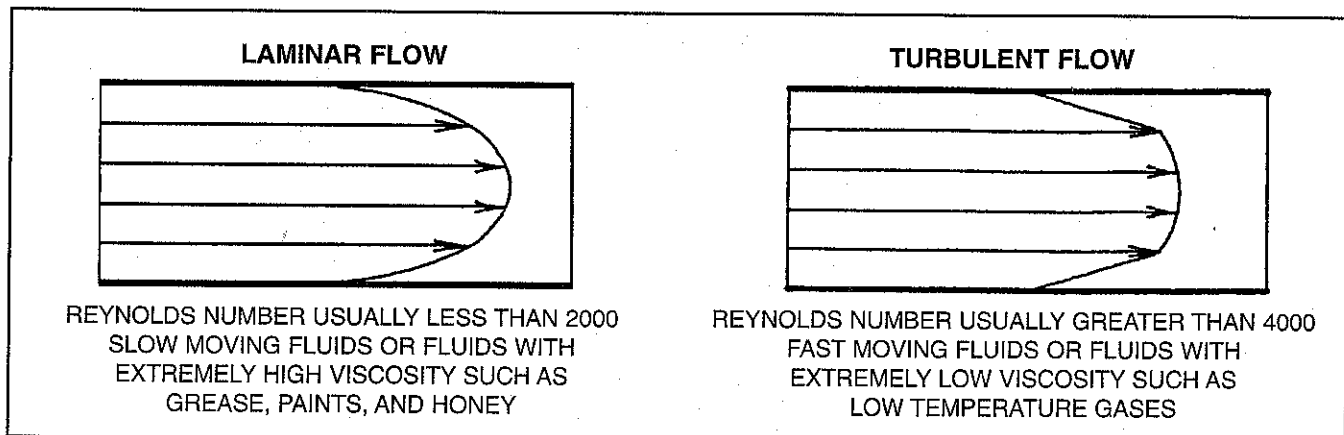 LAMINAR FLOW
REYNOLDS NUMBER USUALLY LESS THAN 2000
SLOW MOVING FLUIDS OR FLUIDS WITH
EXTREMELY HIGH VISCOSITY SUCH AS
GREASE, PAINTS, AND HONEY
TURBULENT FLOW
REYNOLDS NUMBER USUALLY GREATER THAN 4000
FAST MOVING FLUIDS OR FLUIDS WITH
EXTREMELY LOW VISCOSITY SUCH AS
LOW TEMPERATURE GASES